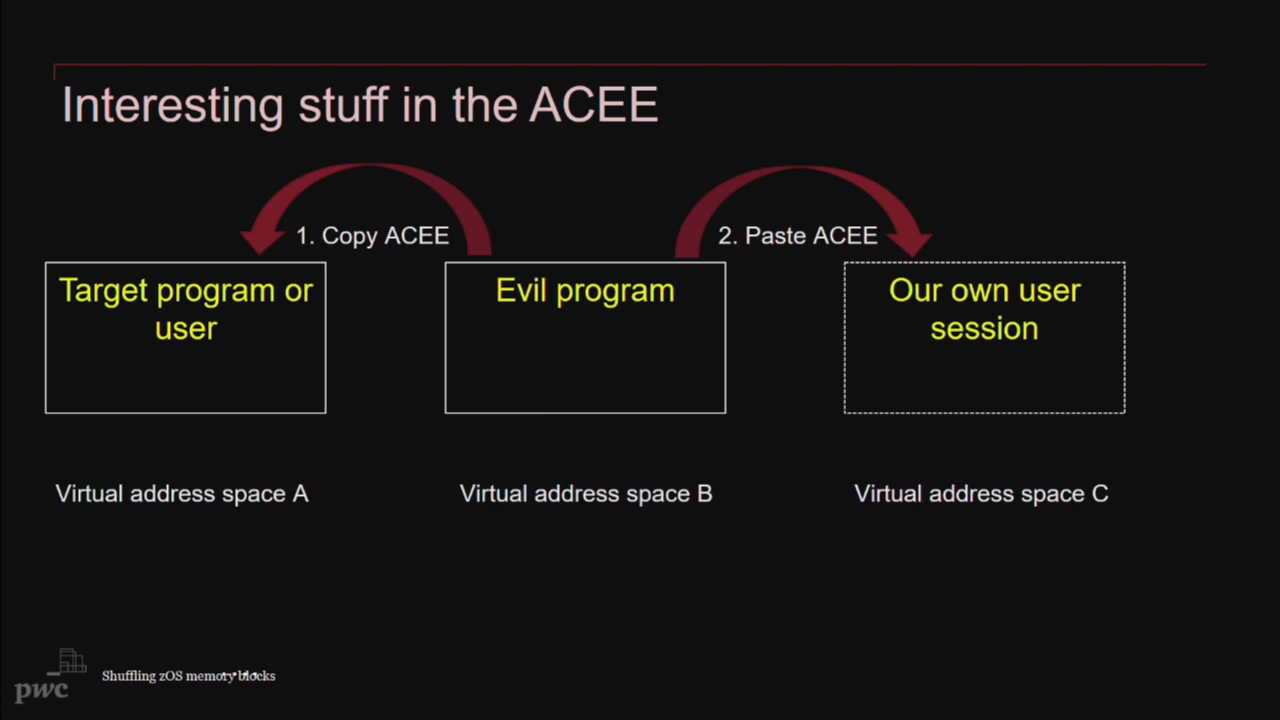 Interesting stuff in the ACEE
1. Copy ACEE
2. Paste ACEE
Target program or
user
Evil program
Our own user
session
Virtual address space A
Virtual address space B
Virtual address space C
pwc
Shuffling zOS memory blocks